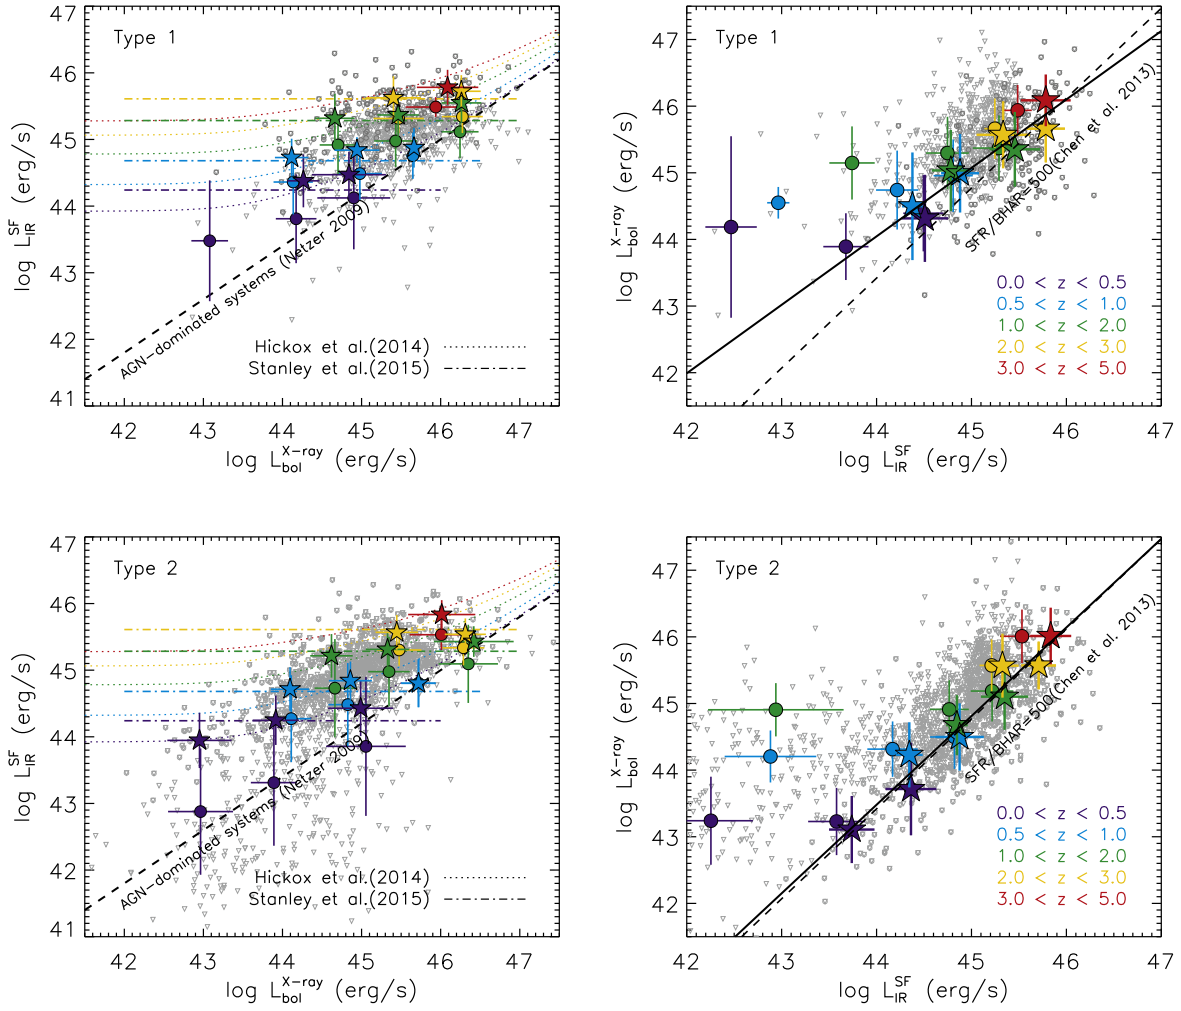 Type 1
47
46
45
44
43
42
41
log L_IR^SF (erg/s)
AGN-dominated systems (Netzer 2009)
Hickox et al.(2014)
Stanley et al.(2015)
42 43 44 45 46 47
log L_bol^X-ray (erg/s)
Type 1
47
46
45
44
43
42
log L_bol^X-ray (erg/s)
SFR/BHAR=500(Chen et al. 2013)
0.0 < z < 0.5
0.5 < z < 1.0
1.0 < z < 2.0
2.0 < z < 3.0
3.0 < z < 5.0
42 43 44 45 46 47
log L_IR^SF (erg/s)
Type 2
47
46
45
44
43
42
41
log L_IR^SF (erg/s)
AGN-dominated systems (Netzer 2009)
Hickox et al.(2014)
Stanley et al.(2015)
42 43 44 45 46 47
log L_bol^X-ray (erg/s)
Type 2
47
46
45
44
43
42
log L_bol^X-ray (erg/s)
SFR/BHAR=500(Chen et al. 2013)
0.0 < z < 0.5
0.5 < z < 1.0
1.0 < z < 2.0
2.0 < z < 3.0
3.0 < z < 5.0
42 43 44 45 46 47
log L_IR^SF (erg/s)